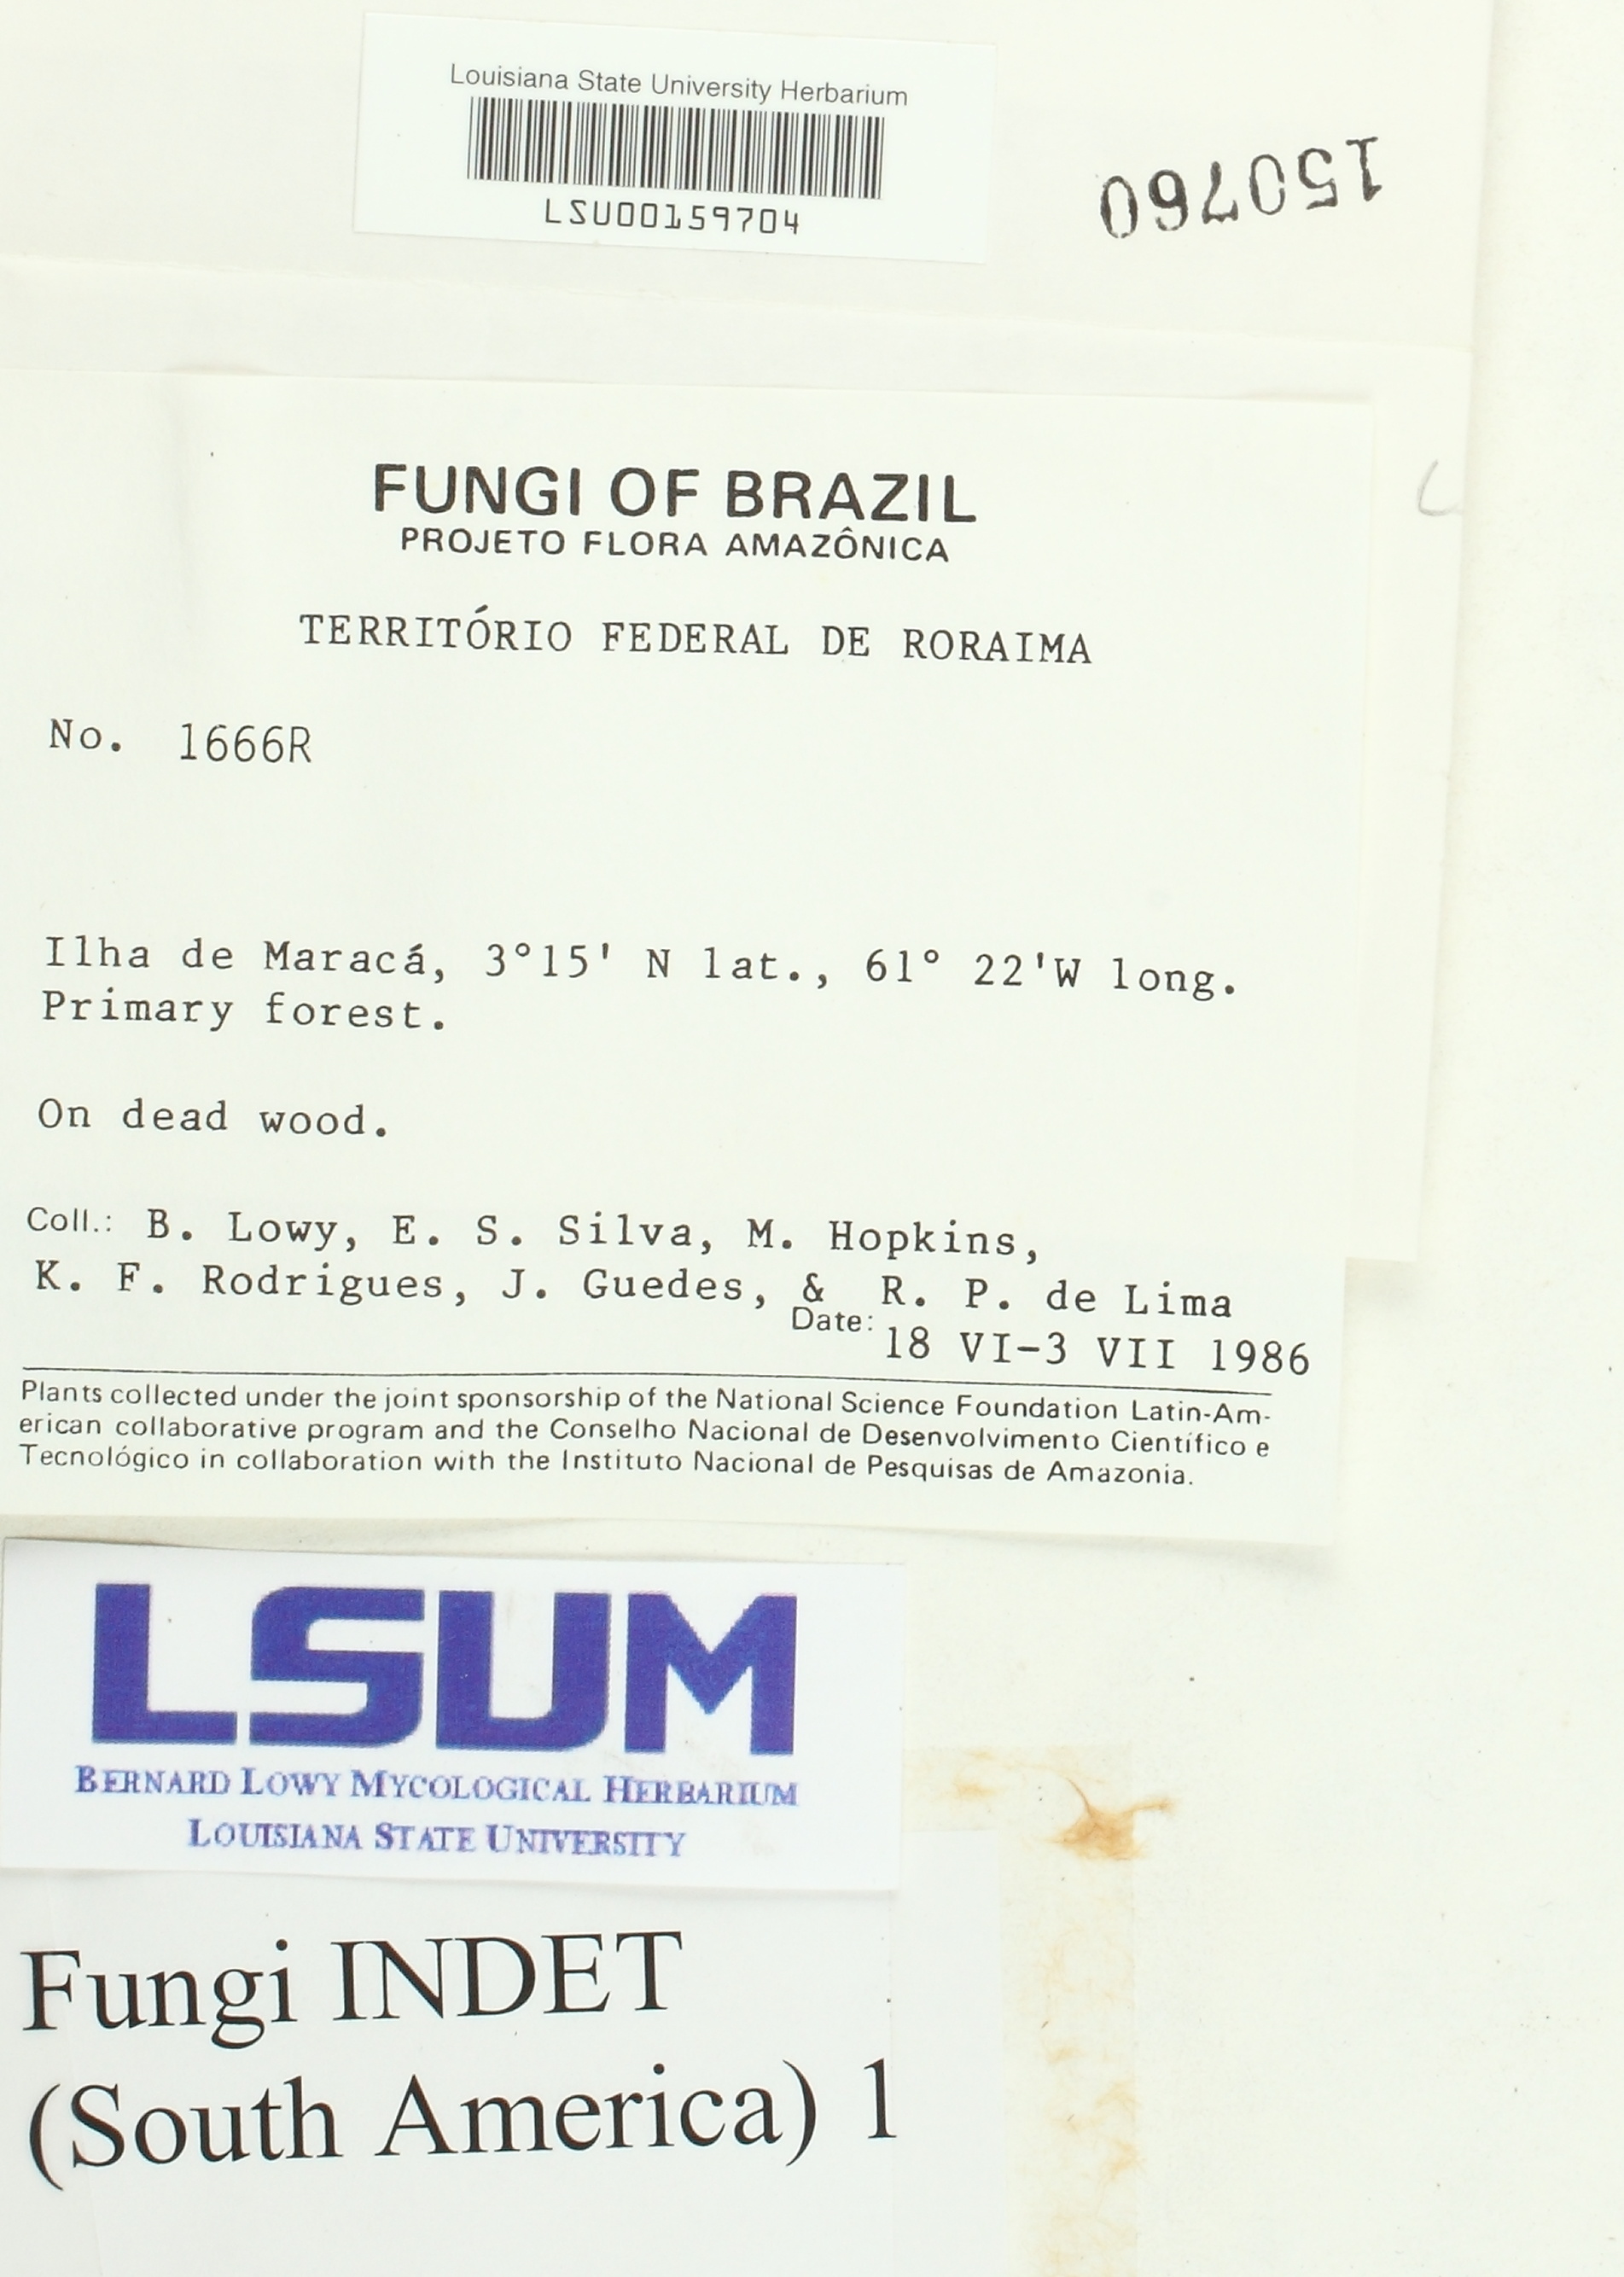 Louisiana State University Herbarium
LSU00159704
150760
FUNGI OF BRAZIL
PROJETO FLORA AMAZÔNICA
TERRITÓRIO FEDERAL DE RORAIMA
No. 1666R
Ilha de Maracá, 3°15' N lat., 61° 22'W long.
Primary forest.
On dead wood.
Coll.: B. Lowy, E. S. Silva, M. Hopkins,
K. F. Rodrigues, J. Guedes, & R. P. de Lima
Date: 18 VI-3 VII 1986
Plants collected under the joint sponsorship of the National Science Foundation Latin-Am-
erican collaborative program and the Conselho Nacional de Desenvolvimento Científico e
Tecnológico in collaboration with the Instituto Nacional de Pesquisas de Amazonia.
LSUM
BERNARD LOWY MYCOLOGICAL HERBARIUM
LOUISIANA STATE UNIVERSITY
Fungi INDET
(South America) 1